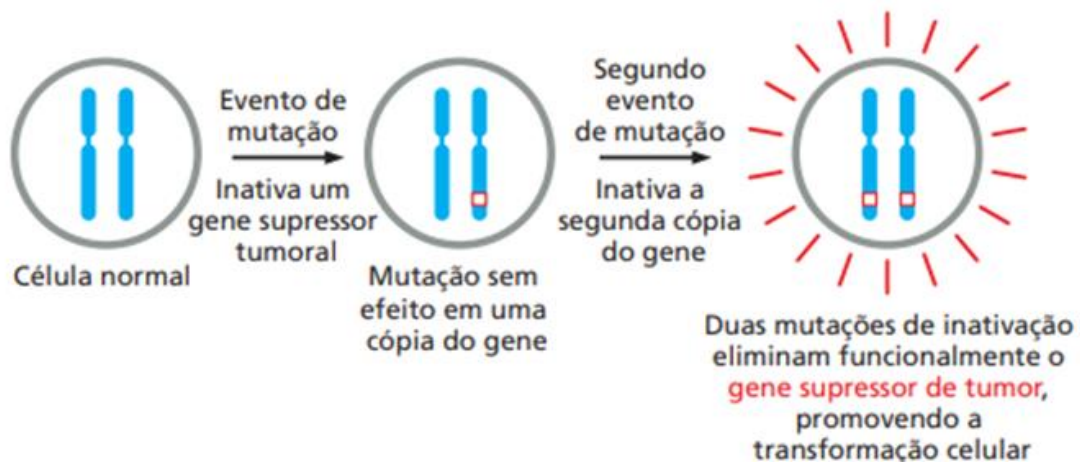 Célula normal
Evento de
mutação
Inativa um
gene supressor
tumoral
Mutação sem
efeito em uma
cópia do gene
Segundo
evento
de mutação
Inativa a
segunda cópia
do gene
Duas mutações de inativação
eliminam funcionalmente o
gene supressor de tumor,
promovendo a
transformação celular